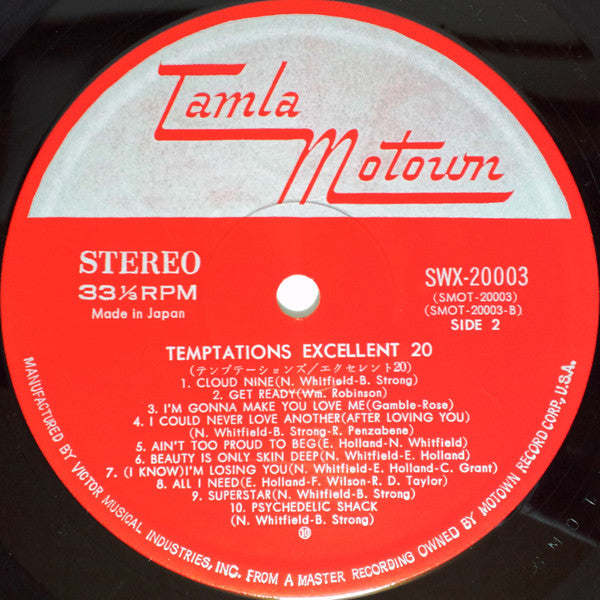 Tamla
Motown
STEREO
33⅓RPM
Made in Japan
SWX-20003
(SMOT-20003)
(SMOT-20003-B)
SIDE 2
TEMPTATIONS EXCELLENT 20
(テンプテーションズ/エクセレント20)
1. CLOUD NINE(N. Whitfield-B. Strong)
2. GET READY(Wm. Robinson)
3. I'M GONNA MAKE YOU LOVE ME(Gamble-Rose)
4. I COULD NEVER LOVE ANOTHER(AFTER LOVING YOU)
(N. Whitfield-B. Strong-R. Penzabene)
5. AIN'T TOO PROUD TO BEG(E. Holland-N. Whitfield)
6. BEAUTY IS ONLY SKIN DEEP(N. Whitfield-E. Holland)
7. (I KNOW)I'M LOSING YOU(N. Whitfield-E. Holland-C. Grant)
8. ALL I NEED(E. Holland-F. Wilson-R. D. Taylor)
9. SUPERSTAR(N. Whitfield-B. Strong)
10. PSYCHEDELIC SHACK
(N. Whitfield-B. Strong)
⑩
MANUFACTURED BY VICTOR MUSICAL INDUSTRIES, INC. FROM A MASTER RECORDING OWNED BY MOTOWN RECORD CORP., U.S.A.